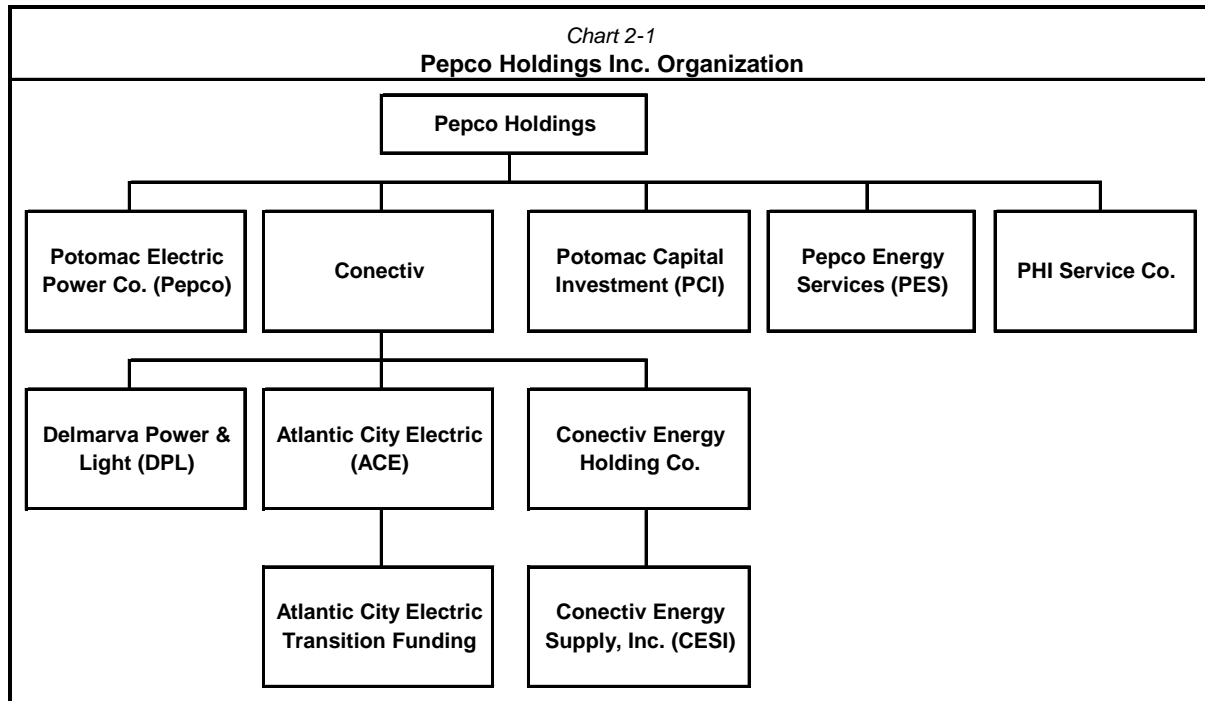 Chart 2-1
Pepco Holdings Inc. Organization
Pepco Holdings
Potomac Electric
Power Co. (Pepco)
Conectiv
Potomac Capital
Investment (PCI)
Pepco Energy
Services (PES)
PHI Service Co.
Delmarva Power &
Light (DPL)
Atlantic City Electric
(ACE)
Conectiv Energy
Holding Co.
Atlantic City Electric
Transition Funding
Conectiv Energy
Supply, Inc. (CESI)